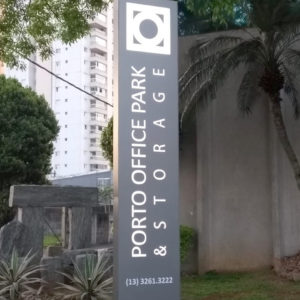 PORTO OFFICE PARK
& STORAGE
(13) 3261.3222